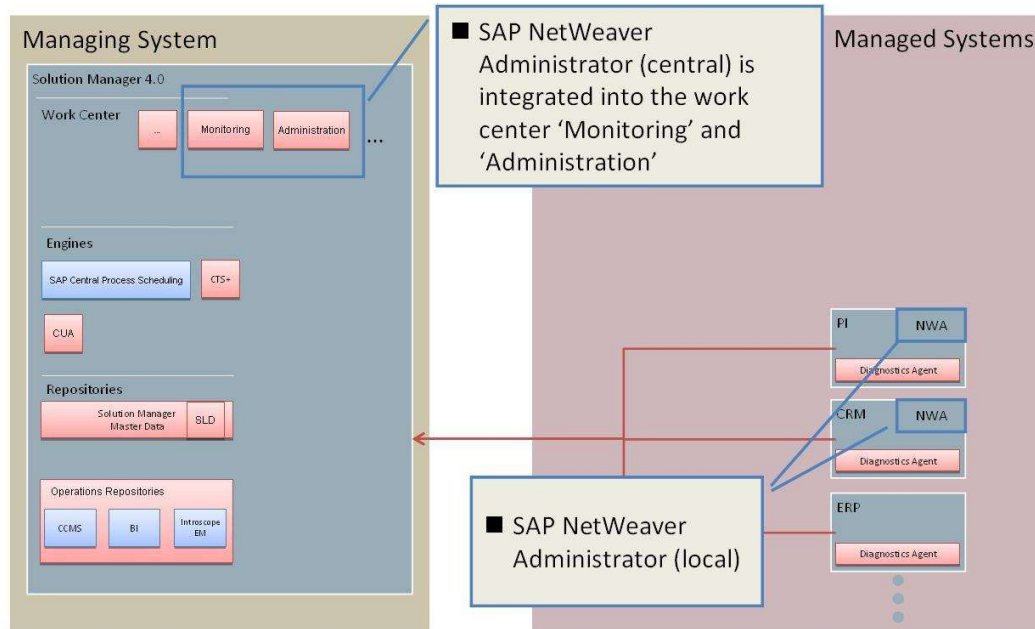 Managing System
Solution Manager 4.0
Work Center
...
Monitoring
Administration
...
■ SAP NetWeaver
Administrator (central) is
integrated into the work
center ‘Monitoring’ and
‘Administration’
Managed Systems
Engines
SAP Central Process Scheduling
CTS+
CUA
Repositories
Solution Manager
Master Data
SLD
Operations Repositories
CCMS
BI
Introscope
EM
PI
NWA
Diagnostics Agent
CRM
NWA
Diagnostics Agent
■ SAP NetWeaver
Administrator (local)
ERP
Diagnostics Agent